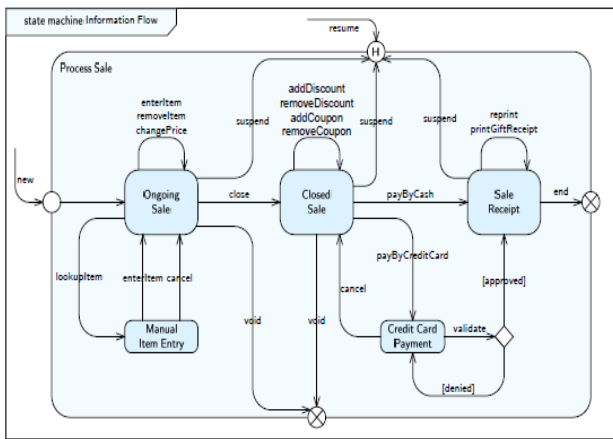 state machine Information Flow
resume
H
Process Sale
enterItem
removeItem
changePrice
suspend
addDiscount
removeDiscount
addCoupon
removeCoupon
suspend
suspend
reprint
printGiftReceipt
new
Ongoing
Sale
close
Closed
Sale
payByCash
Sale
Receipt
end
lookupItem
enterItem
cancel
void
void
cancel
payByCreditCard
[approved]
Manual
Item Entry
Credit Card
Payment
validate
[denied]